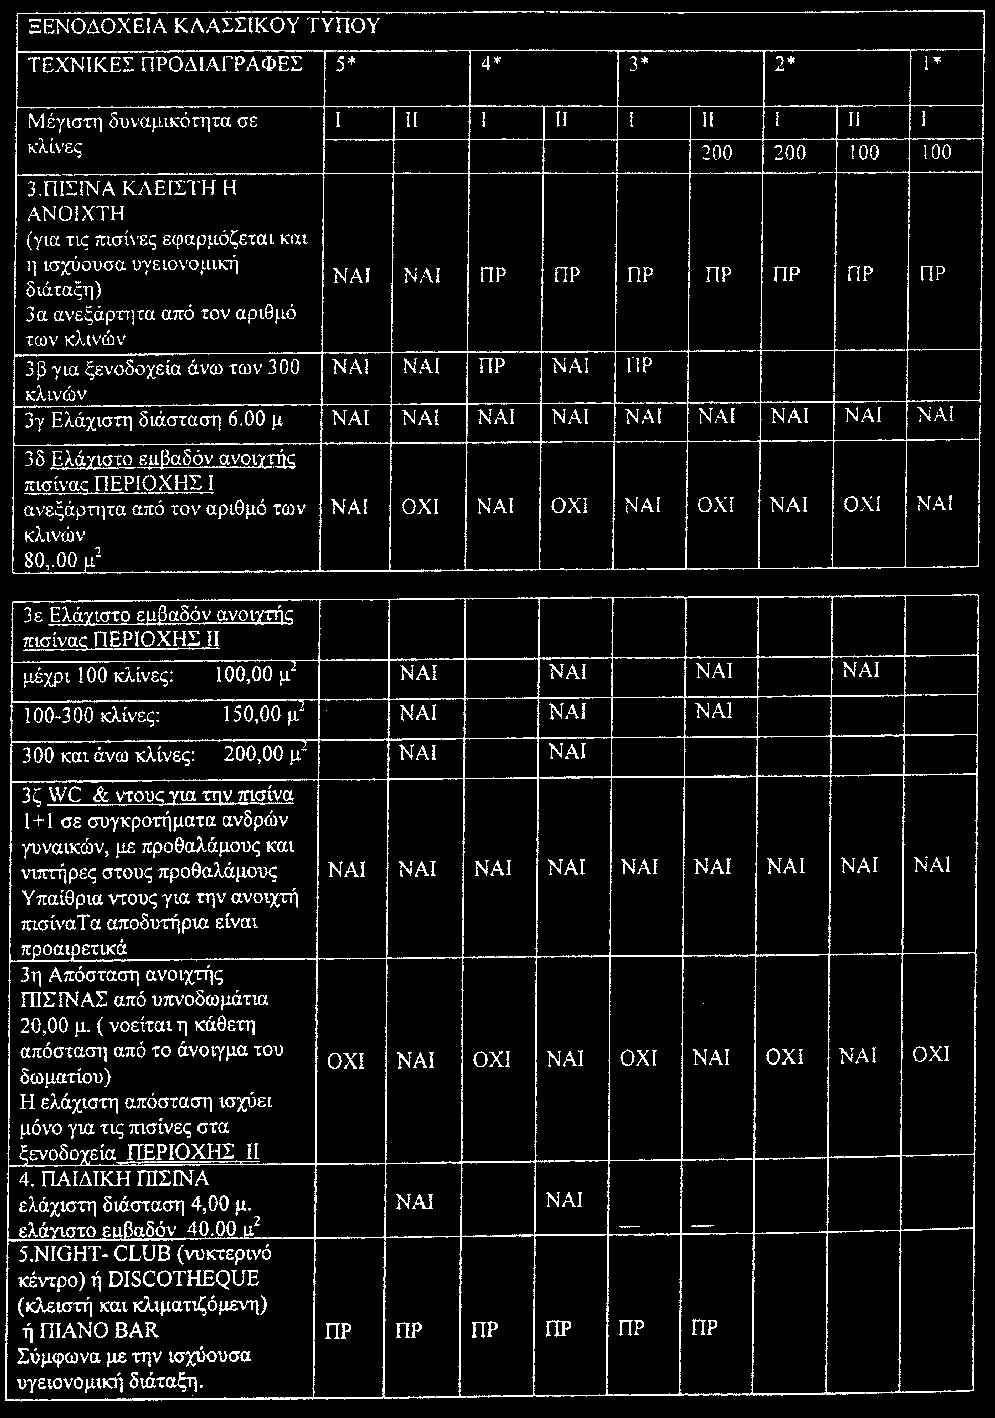 ΞΕΝΟΔΟΧΕΙΑ ΚΛΑΣΣΙΚΟΥ ΤΥΠΟΥ
ΤΕΧΝΙΚΕΣ ΠΡΟΔΙΑΓΡΑΦΕΣ 5* 4* 3* 2* 1*
Μέγιστη δυναμικότητα σε Ι ΙΙ Ι ΙΙ Ι ΙΙ Ι ΙΙ Ι
κλίνες 200 200 100 100
3.ΠΙΣΙΝΑ ΚΛΕΙΣΤΗ Η
ΑΝΟΙΧΤΗ
(για τις πισίνες εφαρμόζεται και
η ισχύουσα υγειονομική
διάταξη) ΝΑΙ ΝΑΙ ΠΡ ΠΡ ΠΡ ΠΡ ΠΡ ΠΡ ΠΡ
3α ανεξάρτητα από τον αριθμό
των κλινών
3β για ξενοδοχεία άνω των 300 ΝΑΙ ΝΑΙ ΠΡ ΝΑΙ ΠΡ
κλινών
3γ Ελάχιστη διάσταση 6.00 μ ΝΑΙ ΝΑΙ ΝΑΙ ΝΑΙ ΝΑΙ ΝΑΙ ΝΑΙ ΝΑΙ ΝΑΙ
3δ Ελάχιστο εμβαδόν ανοιχτής
πισίνας ΠΕΡΙΟΧΗΣ Ι
ανεξάρτητα από τον αριθμό των ΝΑΙ ΟΧΙ ΝΑΙ ΟΧΙ ΝΑΙ ΟΧΙ ΝΑΙ ΟΧΙ ΝΑΙ
κλινών
80,.00 μ²
3ε Ελάχιστο εμβαδόν ανοιχτής
πισίνας ΠΕΡΙΟΧΗΣ ΙΙ
μέχρι 100 κλίνες: 100,00 μ² ΝΑΙ ΝΑΙ ΝΑΙ ΝΑΙ
100-300 κλίνες: 150,00 μ² ΝΑΙ ΝΑΙ ΝΑΙ
300 και άνω κλίνες: 200,00 μ² ΝΑΙ ΝΑΙ
3ζ WC & ντους για την πισίνα
1+1 σε συγκροτήματα ανδρών
γυναικών, με προθαλάμους και
νιπτήρες στους προθαλάμους ΝΑΙ ΝΑΙ ΝΑΙ ΝΑΙ ΝΑΙ ΝΑΙ ΝΑΙ ΝΑΙ ΝΑΙ
Υπαίθρια ντους για την ανοιχτή
πισίναΤα αποδυτήρια είναι
προαιρετικά
3η Απόσταση ανοιχτής
ΠΙΣΙΝΑΣ από υπνοδωμάτια
20,00 μ. ( νοείται η κάθετη
απόσταση από το άνοιγμα του ΟΧΙ ΝΑΙ ΟΧΙ ΝΑΙ ΟΧΙ ΝΑΙ ΟΧΙ ΝΑΙ ΟΧΙ
δωματίου)
Η ελάχιστη απόσταση ισχύει
μόνο για τις πισίνες στα
ξενοδοχεία ΠΕΡΙΟΧΗΣ ΙΙ
4. ΠΑΙΔΙΚΗ ΠΙΣΙΝΑ
ελάχιστη διάσταση 4,00 μ. ΝΑΙ ΝΑΙ
ελάχιστο εμβαδόν 40.00 μ² — —
5.NIGHT- CLUB (νυκτερινό
κέντρο) ή DISCOTHEQUE
(κλειστή και κλιματιζόμενη)
ή ΠΙΑΝΟ BAR ΠΡ ΠΡ ΠΡ ΠΡ ΠΡ ΠΡ
Σύμφωνα με την ισχύουσα
υγειονομική διάταξη.